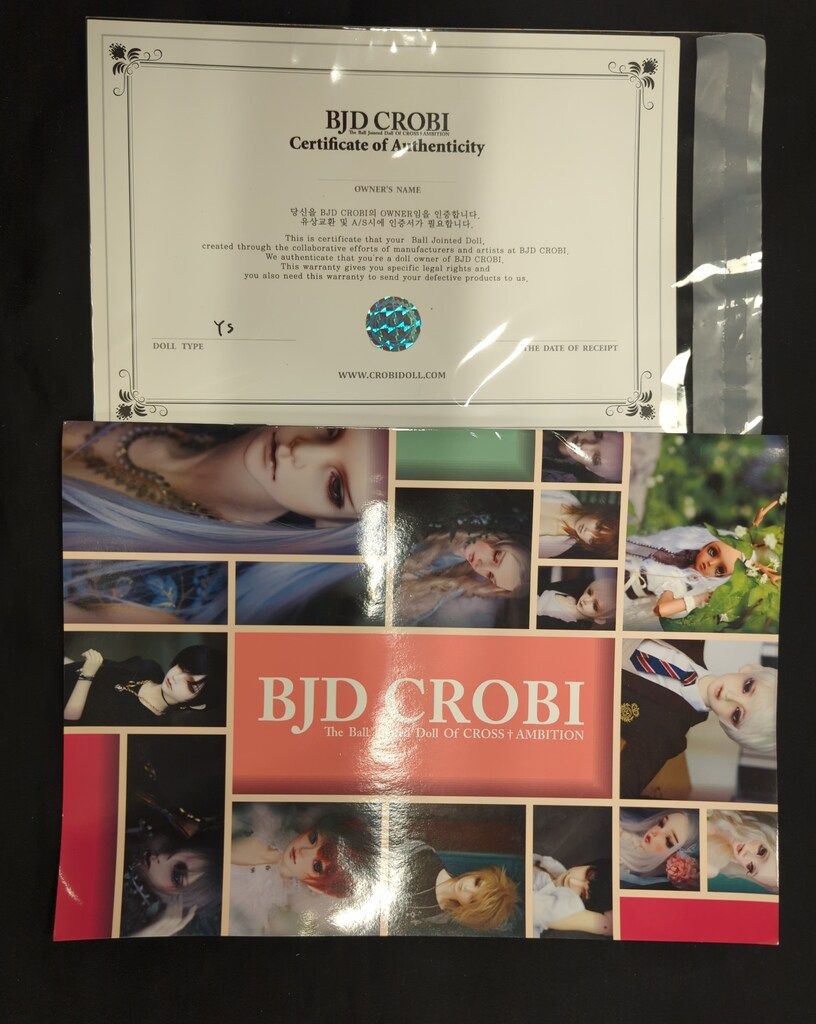 BJD CROBI
The Ball Jointed Doll Of CROSS†AMBITION
Certificate of Authenticity
OWNER'S NAME
당신을 BJD CROBI의 OWNER임을 인증합니다.
유상교환 및 A/S시에 인증서가 필요합니다.
This is certificate that your Ball Jointed Doll,
created through the collaborative efforts of manufacturers and artists at BJD CROBI.
We authenticate that you're a doll owner of BJD CROBI.
This warranty gives you specific legal rights and
you also need this warranty to send your defective products to us.
Ys
DOLL TYPE
THE DATE OF RECEIPT
WWW.CROBIDOLL.COM
BJD CROBI
The Ball Jointed Doll Of CROSS†AMBITION